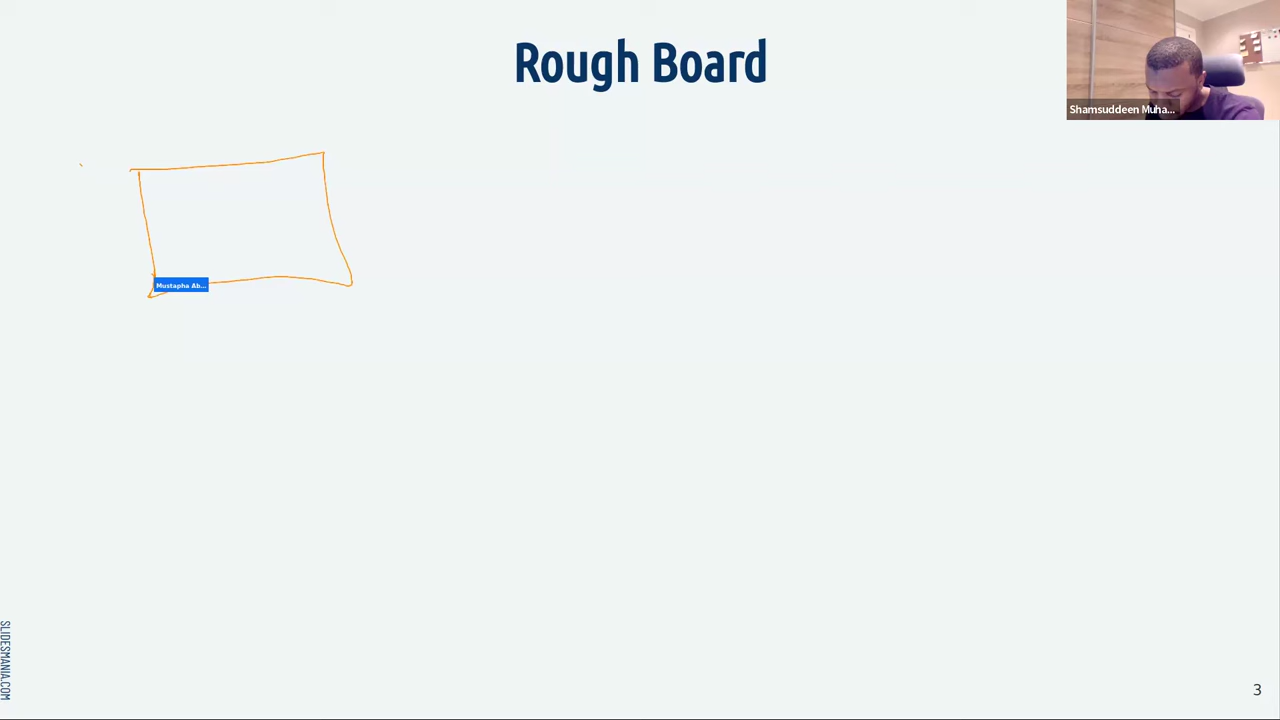 Rough Board
Shamsuddeen Muha...
Mustapha Ab...
SLIDESMANIA.COM
3